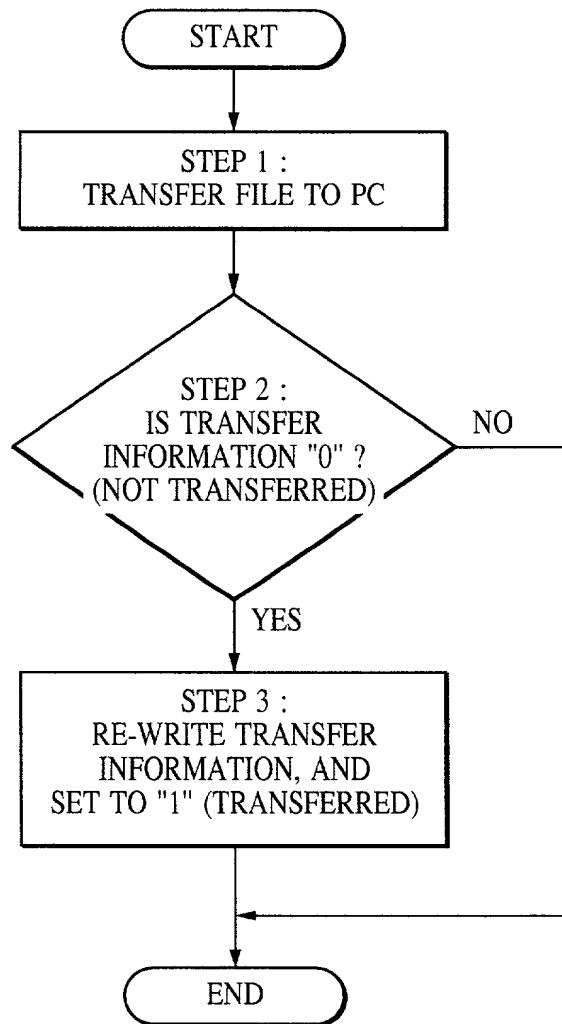 START
STEP 1 :
TRANSFER FILE TO PC
STEP 2 :
IS TRANSFER
INFORMATION "0" ?
(NOT TRANSFERRED)
NO
YES
STEP 3 :
RE-WRITE TRANSFER
INFORMATION, AND
SET TO "1" (TRANSFERRED)
END